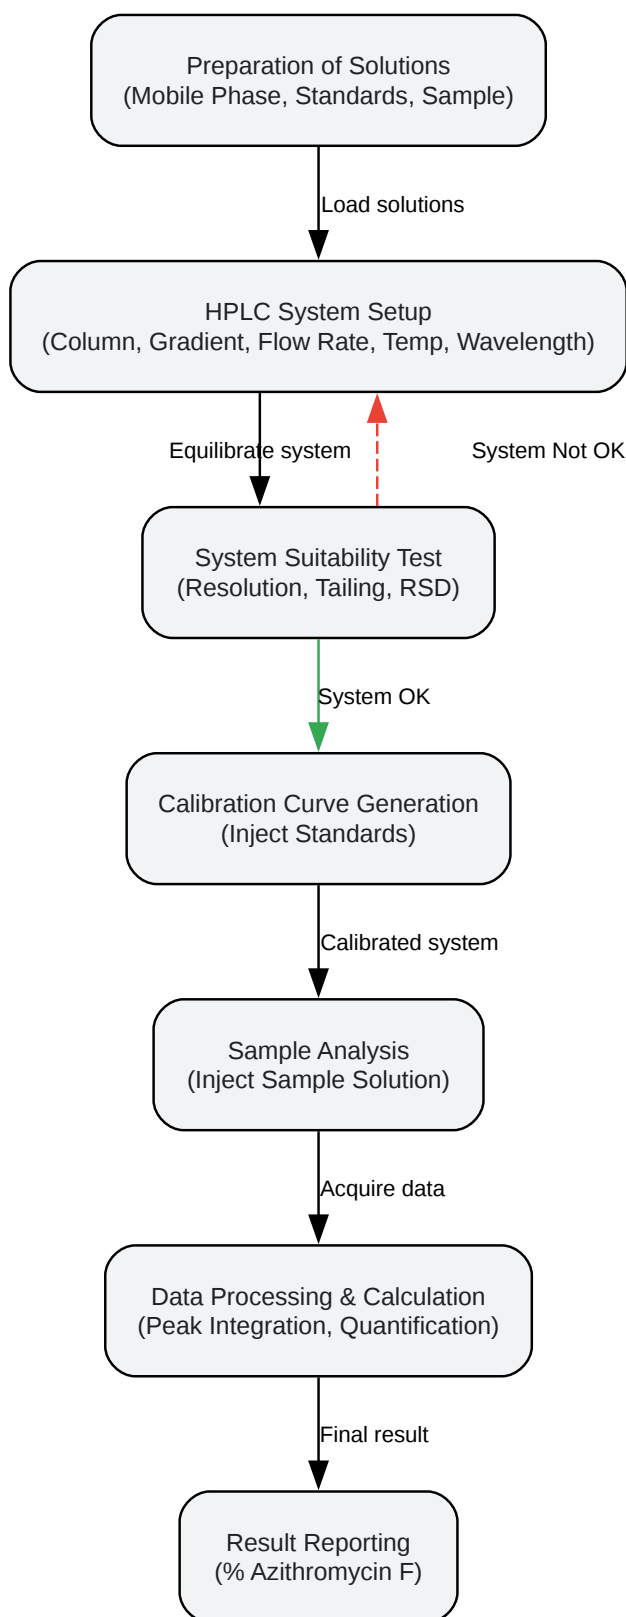 Preparation of Solutions
(Mobile Phase, Standards, Sample)
Load solutions
HPLC System Setup
(Column, Gradient, Flow Rate, Temp, Wavelength)
Equilibrate system
System Not OK
System Suitability Test
(Resolution, Tailing, RSD)
System OK
Calibration Curve Generation
(Inject Standards)
Calibrated system
Sample Analysis
(Inject Sample Solution)
Acquire data
Data Processing & Calculation
(Peak Integration, Quantification)
Final result
Result Reporting
(% Azithromycin F)